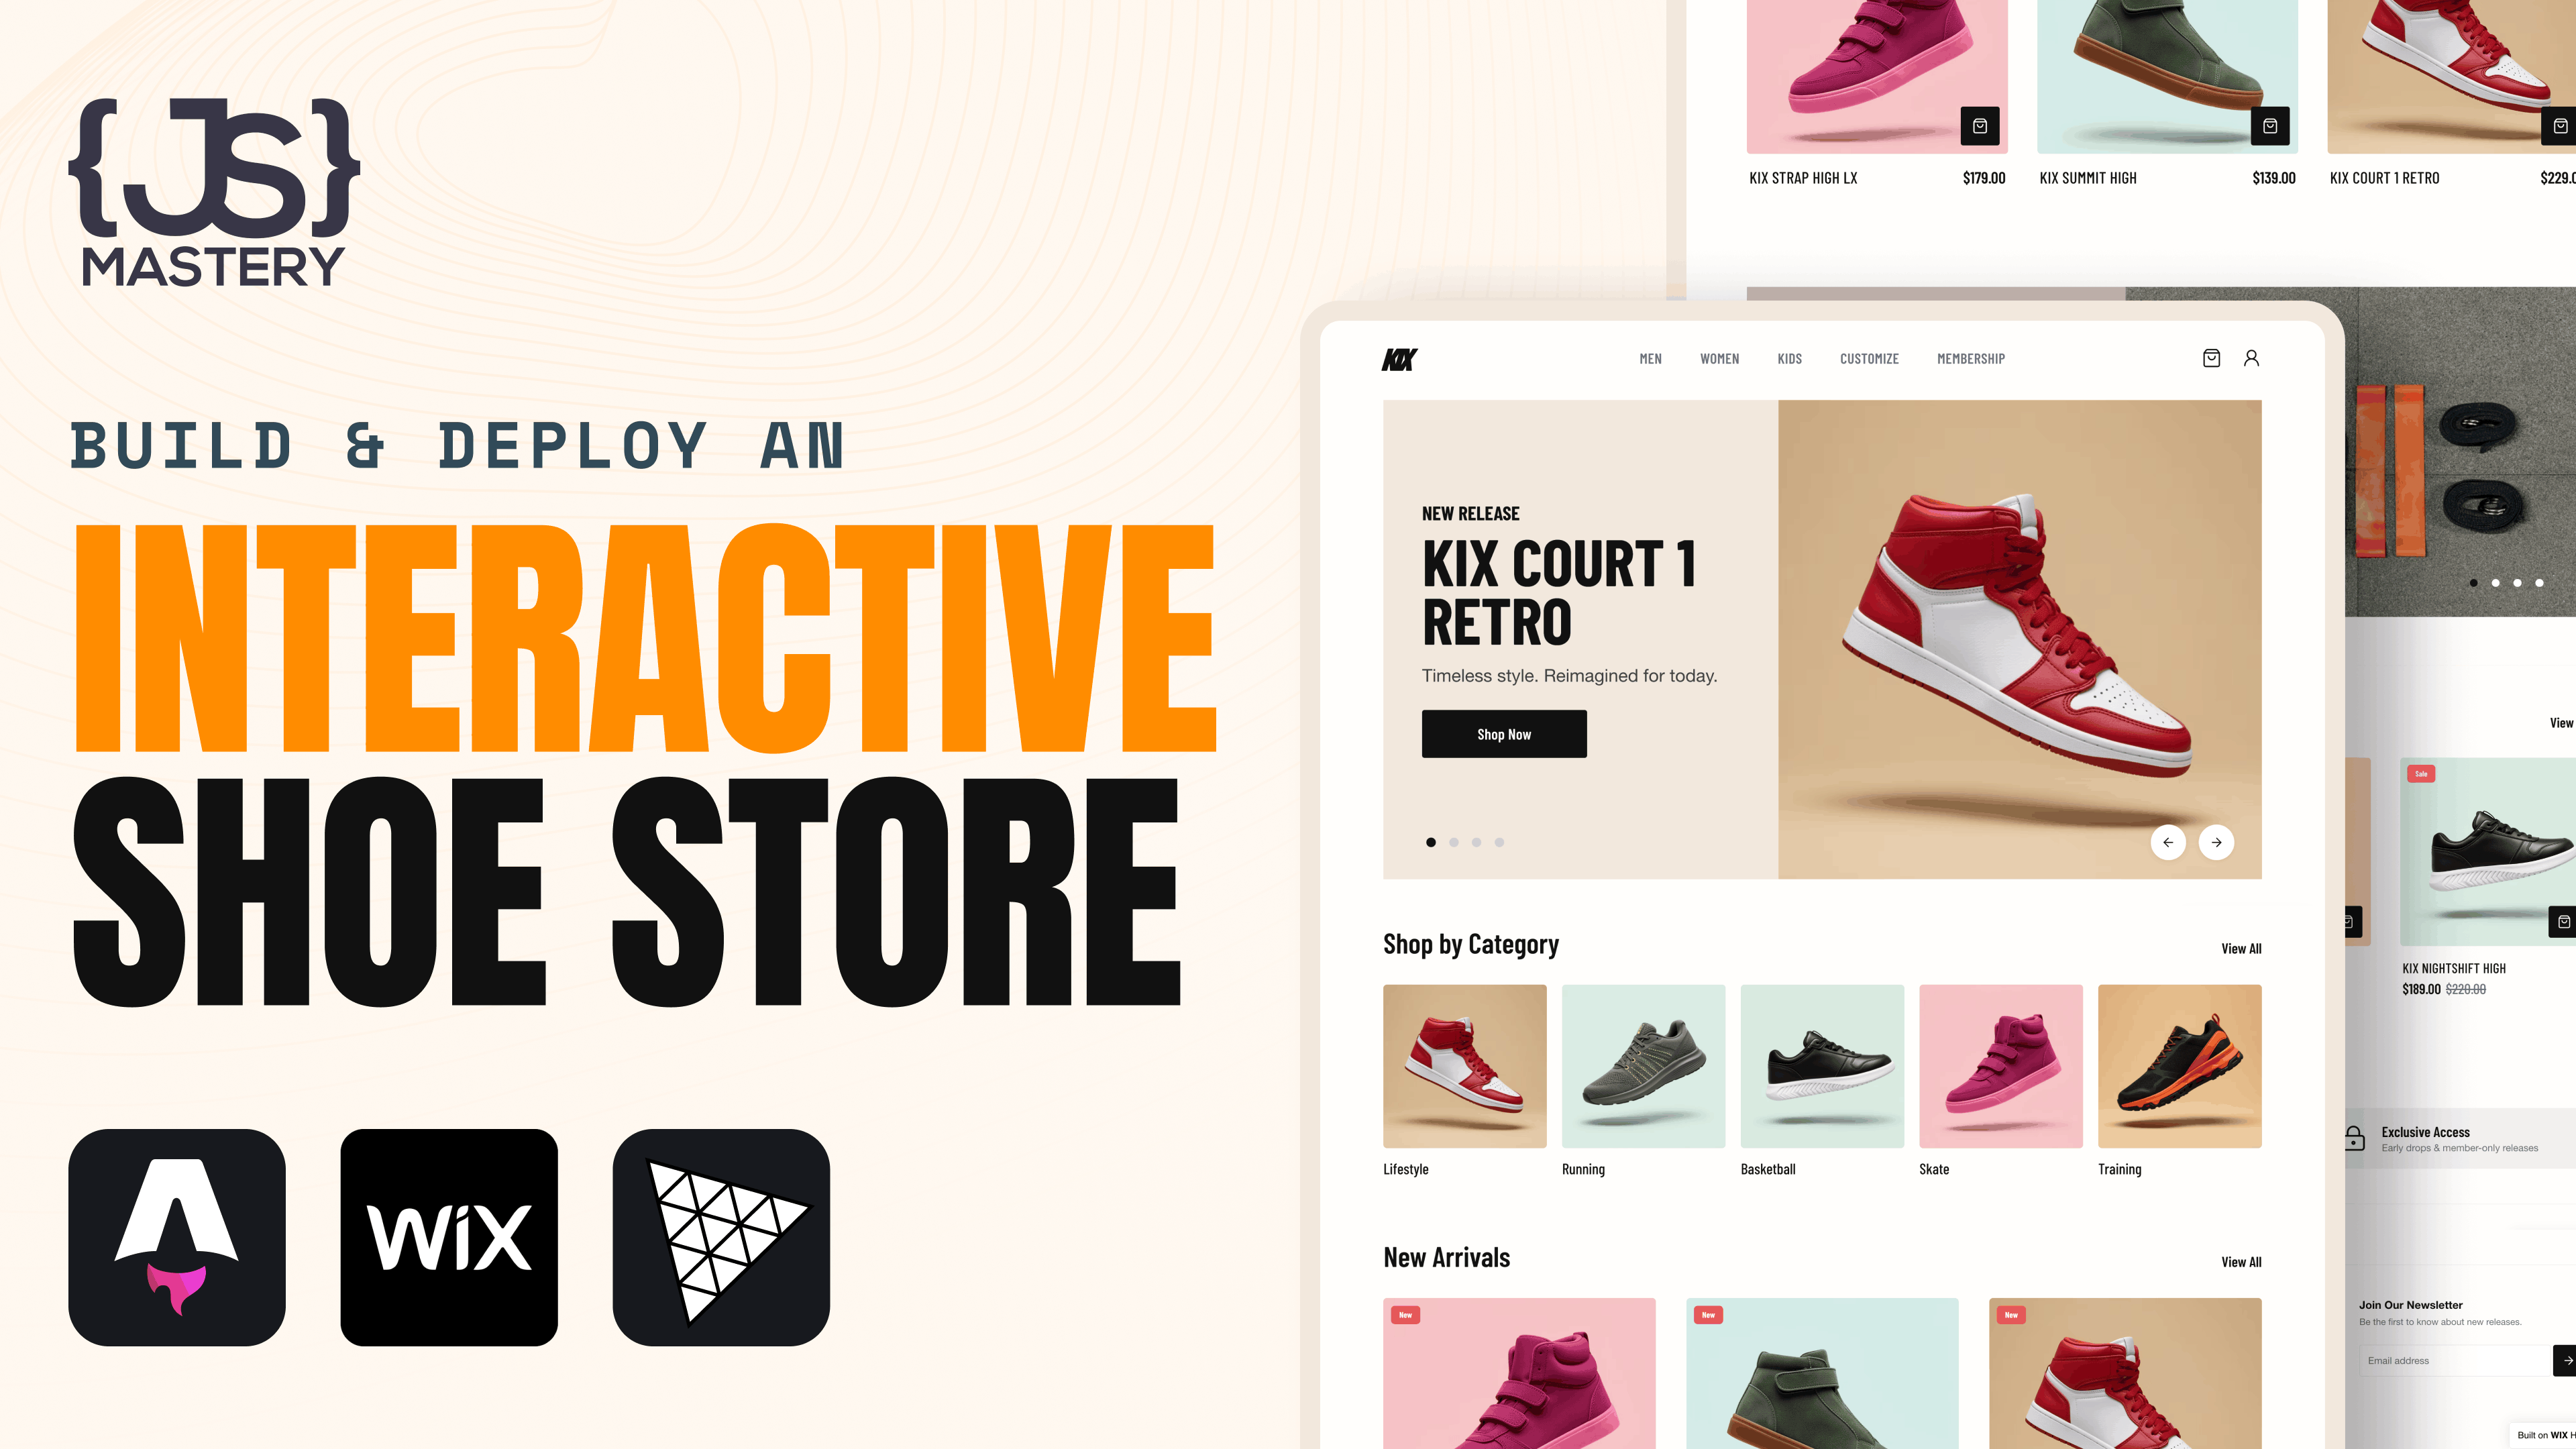 {JS}
MASTERY
BUILD & DEPLOY AN
INTERACTIVE
SHOE STORE
WiX
KIX STRAP HIGH LX $179.00
KIX SUMMIT HIGH $139.00
KIX COURT 1 RETRO
KIX
MEN WOMEN KIDS CUSTOMIZE MEMBERSHIP
NEW RELEASE
KIX COURT 1
RETRO
Timeless style. Reimagined for today.
Shop Now
Shop by Category
View All
Lifestyle
Running
Basketball
Skate
Training
New Arrivals
View All
New
New
New
View
Sale
KIX NIGHTSHIFT HIGH
$189.00 $220.00
Exclusive Access
Early drops & member-only releases
Join Our Newsletter
Be the first to know about new releases.
Email address
Built on WIX